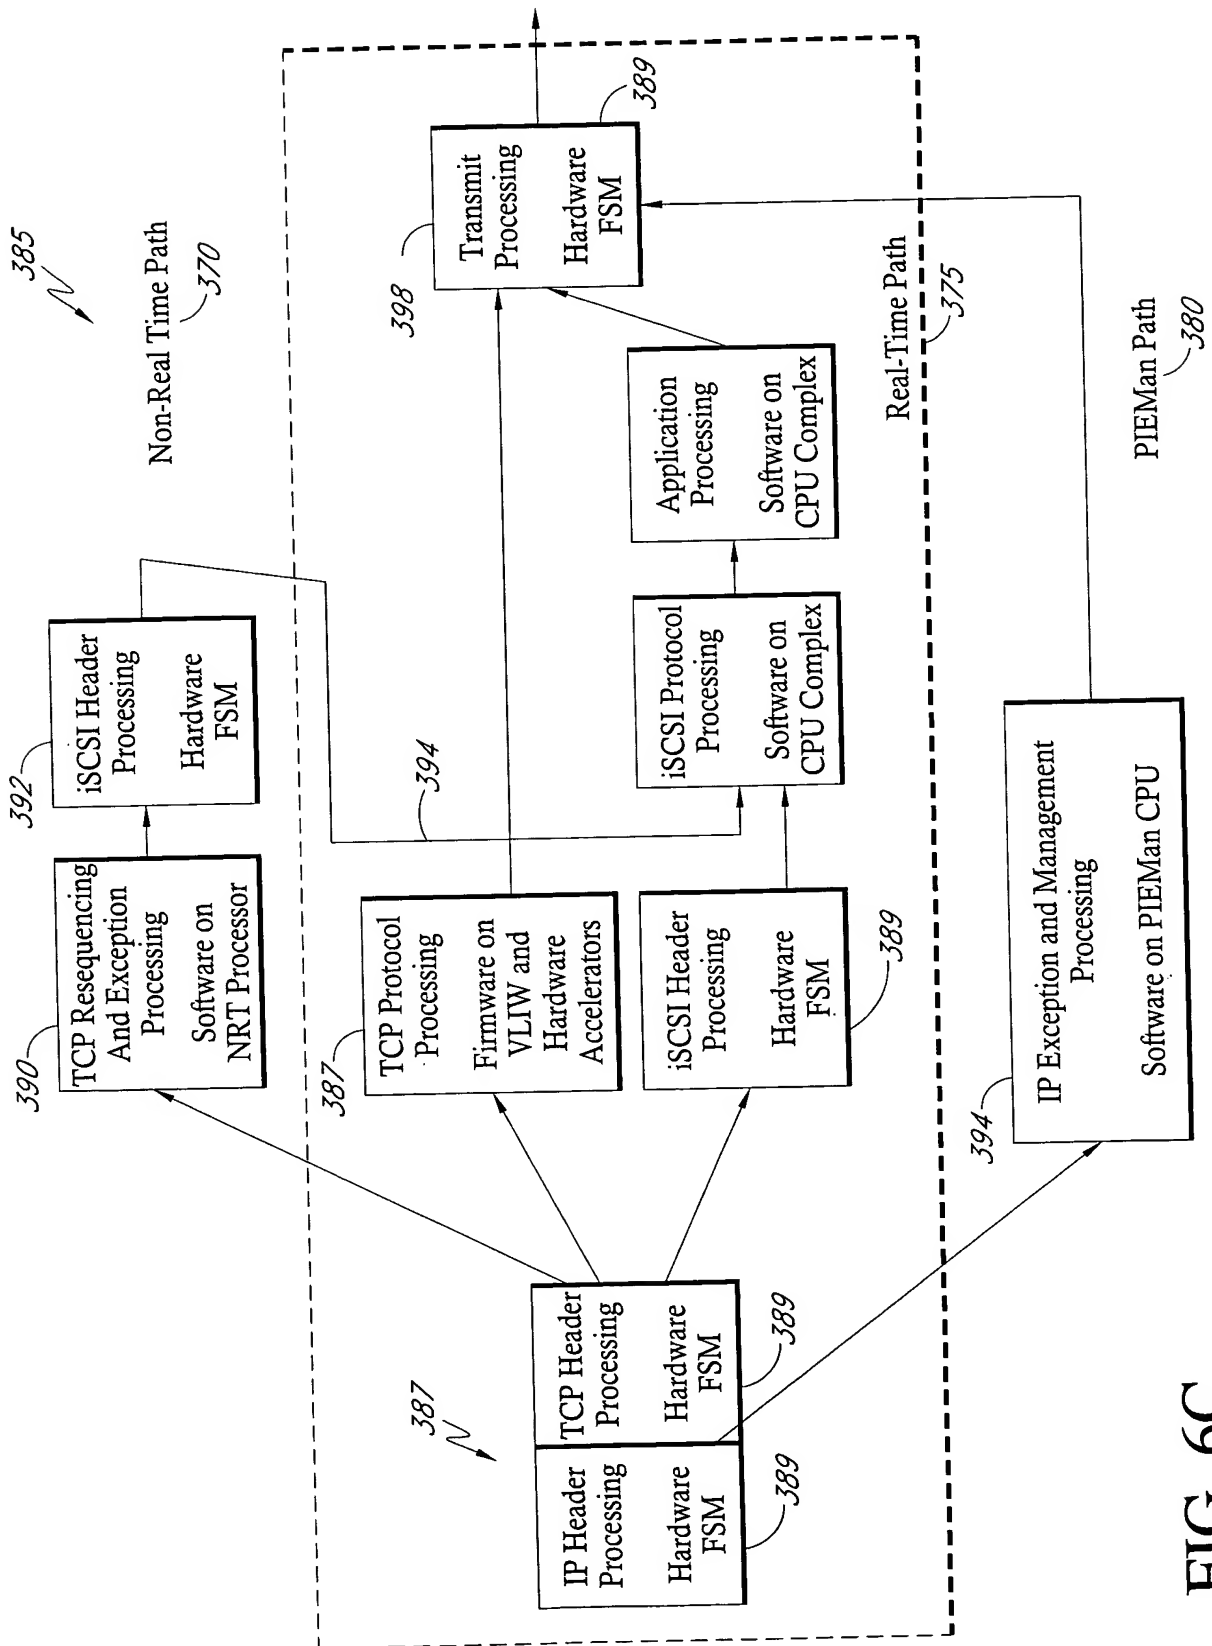 385
Non-Real Time Path
370
390
TCP Resequencing
And Exception
Processing
Software on
NRT Processor
392
iSCSI Header
Processing
Hardware
FSM
387
IP Header
Processing
Hardware
FSM
389
TCP Header
Processing
Hardware
FSM
389
387
TCP Protocol
Processing
Firmware on
VLIW and
Hardware
Accelerators
394
iSCSI Header
Processing
Hardware
FSM
389
iSCSI Protocol
Processing
Software on
CPU Complex
Application
Processing
Software on
CPU Complex
398
Transmit
Processing
Hardware
FSM
389
Real-Time Path
375
394
IP Exception and Management
Processing
Software on PIEMan CPU
PIEMan Path
380
FIG. 6C